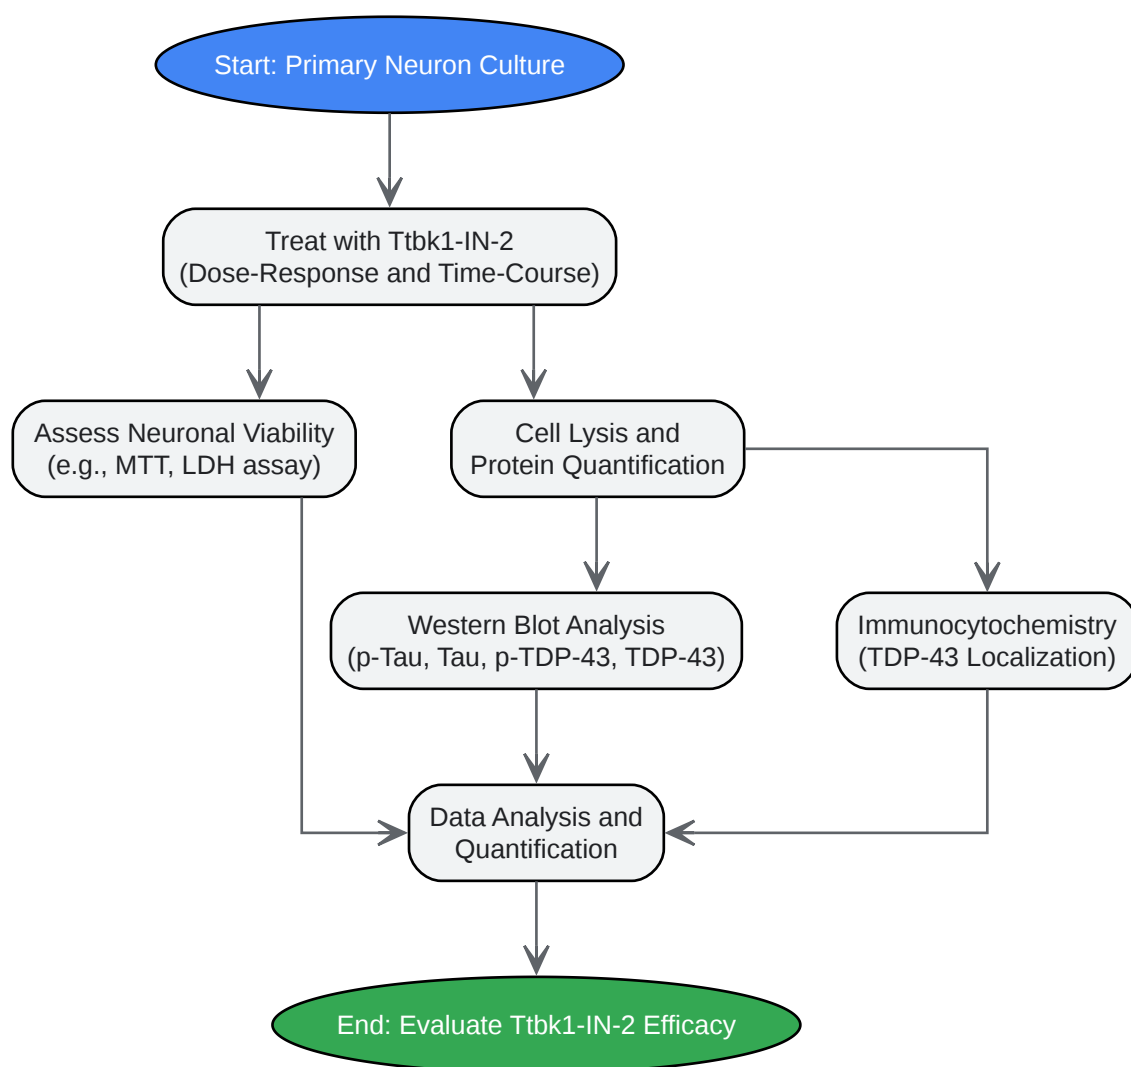 Start: Primary Neuron Culture
Treat with Ttbk1-IN-2
(Dose-Response and Time-Course)
Assess Neuronal Viability
(e.g., MTT, LDH assay)
Cell Lysis and
Protein Quantification
Western Blot Analysis
(p-Tau, Tau, p-TDP-43, TDP-43)
Immunocytochemistry
(TDP-43 Localization)
Data Analysis and
Quantification
End: Evaluate Ttbk1-IN-2 Efficacy